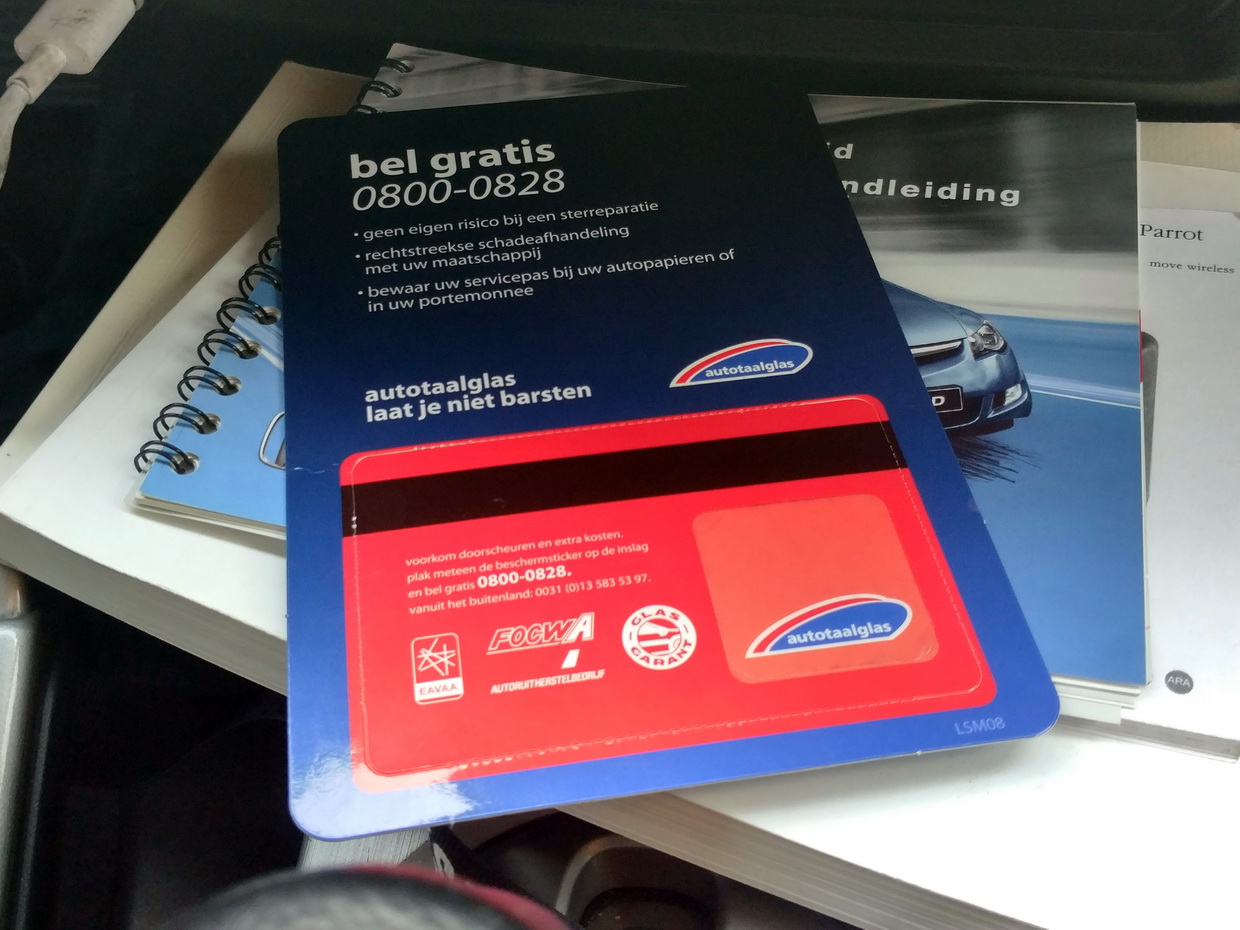 bel gratis
0800-0828
• geen eigen risico bij een sterreparatie
• rechtstreekse schadeafhandeling
met uw maatschappij
• bewaar uw servicepas bij uw autopapieren of
in uw portemonnee
autotaalglas
autotaalglas
laat je niet barsten
voorkom doorscheuren en extra kosten.
plak meteen de beschermsticker op de inslag
en bel gratis 0800-0828.
vanuit het buitenland: 0031 (0)13 583 53 97.
EAVAA
FOCWA
AUTORUITHERSTELBEDRIJF
GLAS
GARANT
autotaalglas
LSM08
id
ndleiding
D
Parrot
move wireless
ARA